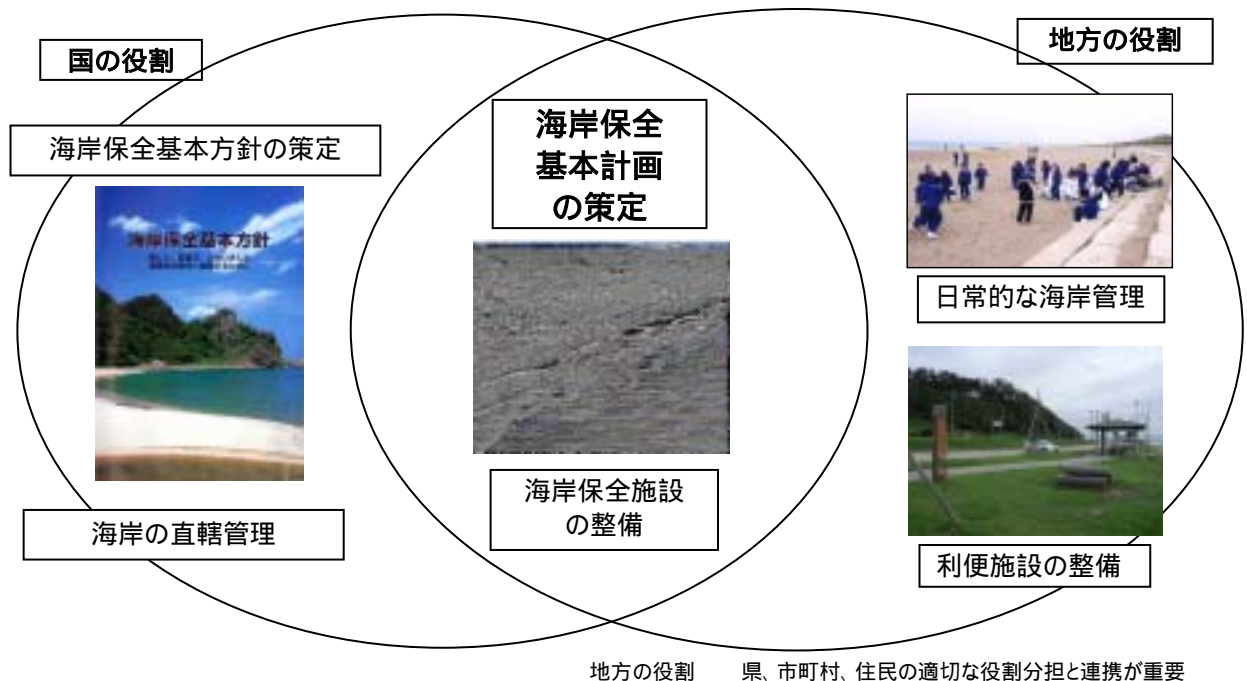 国の役割
海岸保全基本方針の策定
海岸保全基本方針
海岸の直轄管理
海岸保全
基本計画
の策定
海岸保全施設
の整備
地方の役割
日常的な海岸管理
利便施設の整備
地方の役割　　県、市町村、住民の適切な役割分担と連携が重要